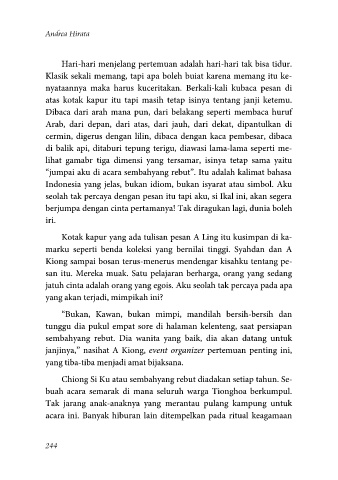 Andrea Hirata
Hari-hari menjelang pertemuan adalah hari-hari tak bisa tidur.
Klasik sekali memang, tapi apa boleh buat karena memang itu ke-
nyataannya maka harus kuceritakan. Berkali-kali kubaca pesan di
atas kotak kapur itu tapi masih tetap isinya tentang janji ketemu.
Dibaca dari arah mana pun, dari belakang seperti membaca huruf
Arab, dari depan, dari atas, dari jauh, dari dekat, dipantulkan di
cermin, digerus dengan lilin, dibaca dengan kaca pembesar, dibaca
di balik api, ditaburi tepung terigu, diawasi lama-lama seperti me-
lihat gamabr tiga dimensi yang tersamar, isinya tetap sama yaitu
“jumpai aku di acara sembahyang rebut”. Itu adalah kalimat bahasa
Indonesia yang jelas, bukan idiom, bukan isyarat atau simbol. Aku
seolah tak percaya dengan pesan itu tapi aku, si Ikal ini, akan segera
berjumpa dengan cinta pertamanya! Tak diragukan lagi, dunia boleh
iri.
Kotak kapur yang ada tulisan pesan A Ling itu kusimpan di ka-
marku seperti benda koleksi yang bernilai tinggi. Syahdan dan A
Kiong sampai bosan terus-menerus mendengar kisahku tentang pe-
san itu. Mereka muak. Satu pelajaran berharga, orang yang sedang
jatuh cinta adalah orang yang egois. Aku seolah tak percaya pada apa
yang akan terjadi, mimpikah ini?
“Bukan, Kawan, bukan mimpi, mandilah bersih-bersih dan
tunggu dia pukul empat sore di halaman kelenteng, saat persiapan
sembahyang rebut. Dia wanita yang baik, dia akan datang untuk
janjinya,” nasihat A Kiong, event organizer pertemuan penting ini,
yang tiba-tiba menjadi amat bijaksana.
Chiong Si Ku atau sembahyang rebut diadakan setiap tahun. Se-
buah acara semarak di mana seluruh warga Tionghoa berkumpul.
Tak jarang anak-anaknya yang merantau pulang kampung untuk
acara ini. Banyak hiburan lain ditempelkan pada ritual keagamaan
244